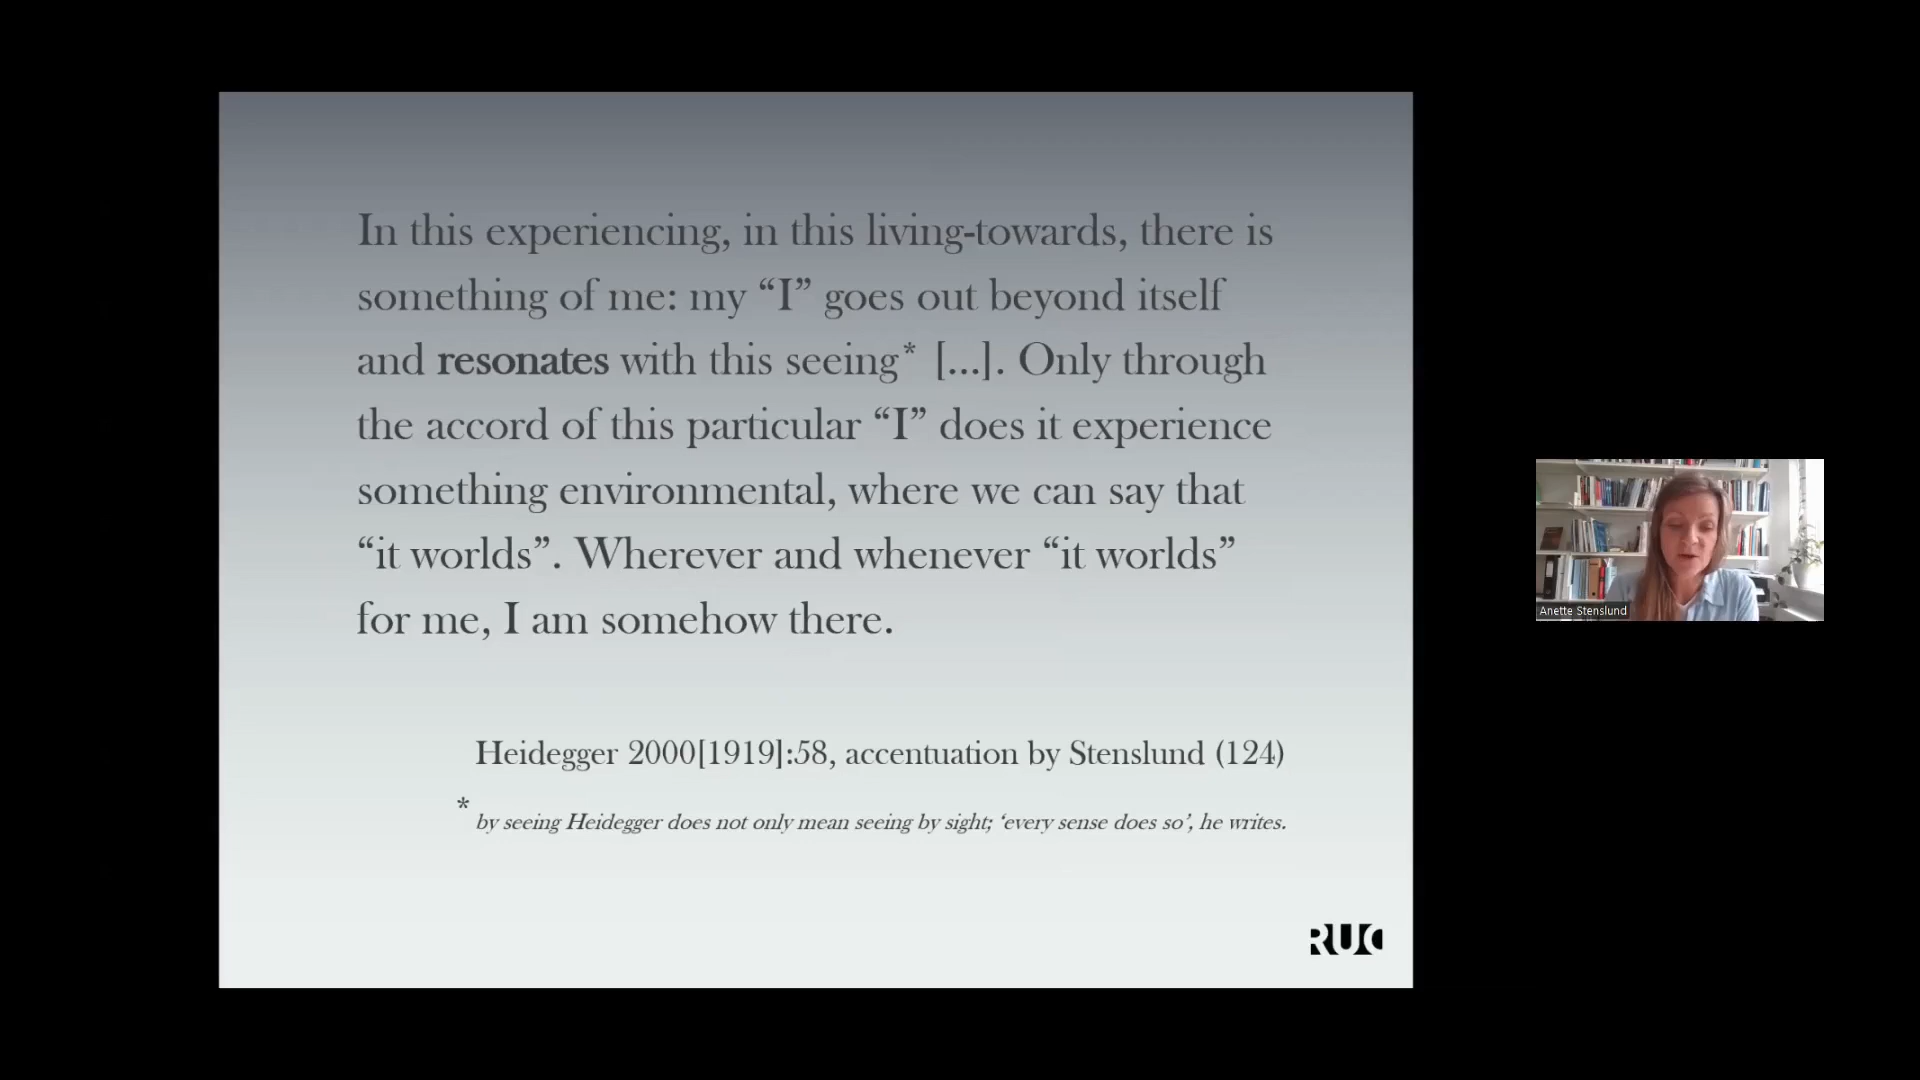 In this experiencing, in this living-towards, there is
something of me: my “I” goes out beyond itself
and resonates with this seeing* [...]. Only through
the accord of this particular “I” does it experience
something environmental, where we can say that
“it worlds”. Wherever and whenever “it worlds”
for me, I am somehow there.
Heidegger 2000[1919]:58, accentuation by Stenslund (124)
* by seeing Heidegger does not only mean seeing by sight; ‘every sense does so’, he writes.
RUC
Anette Stenslund